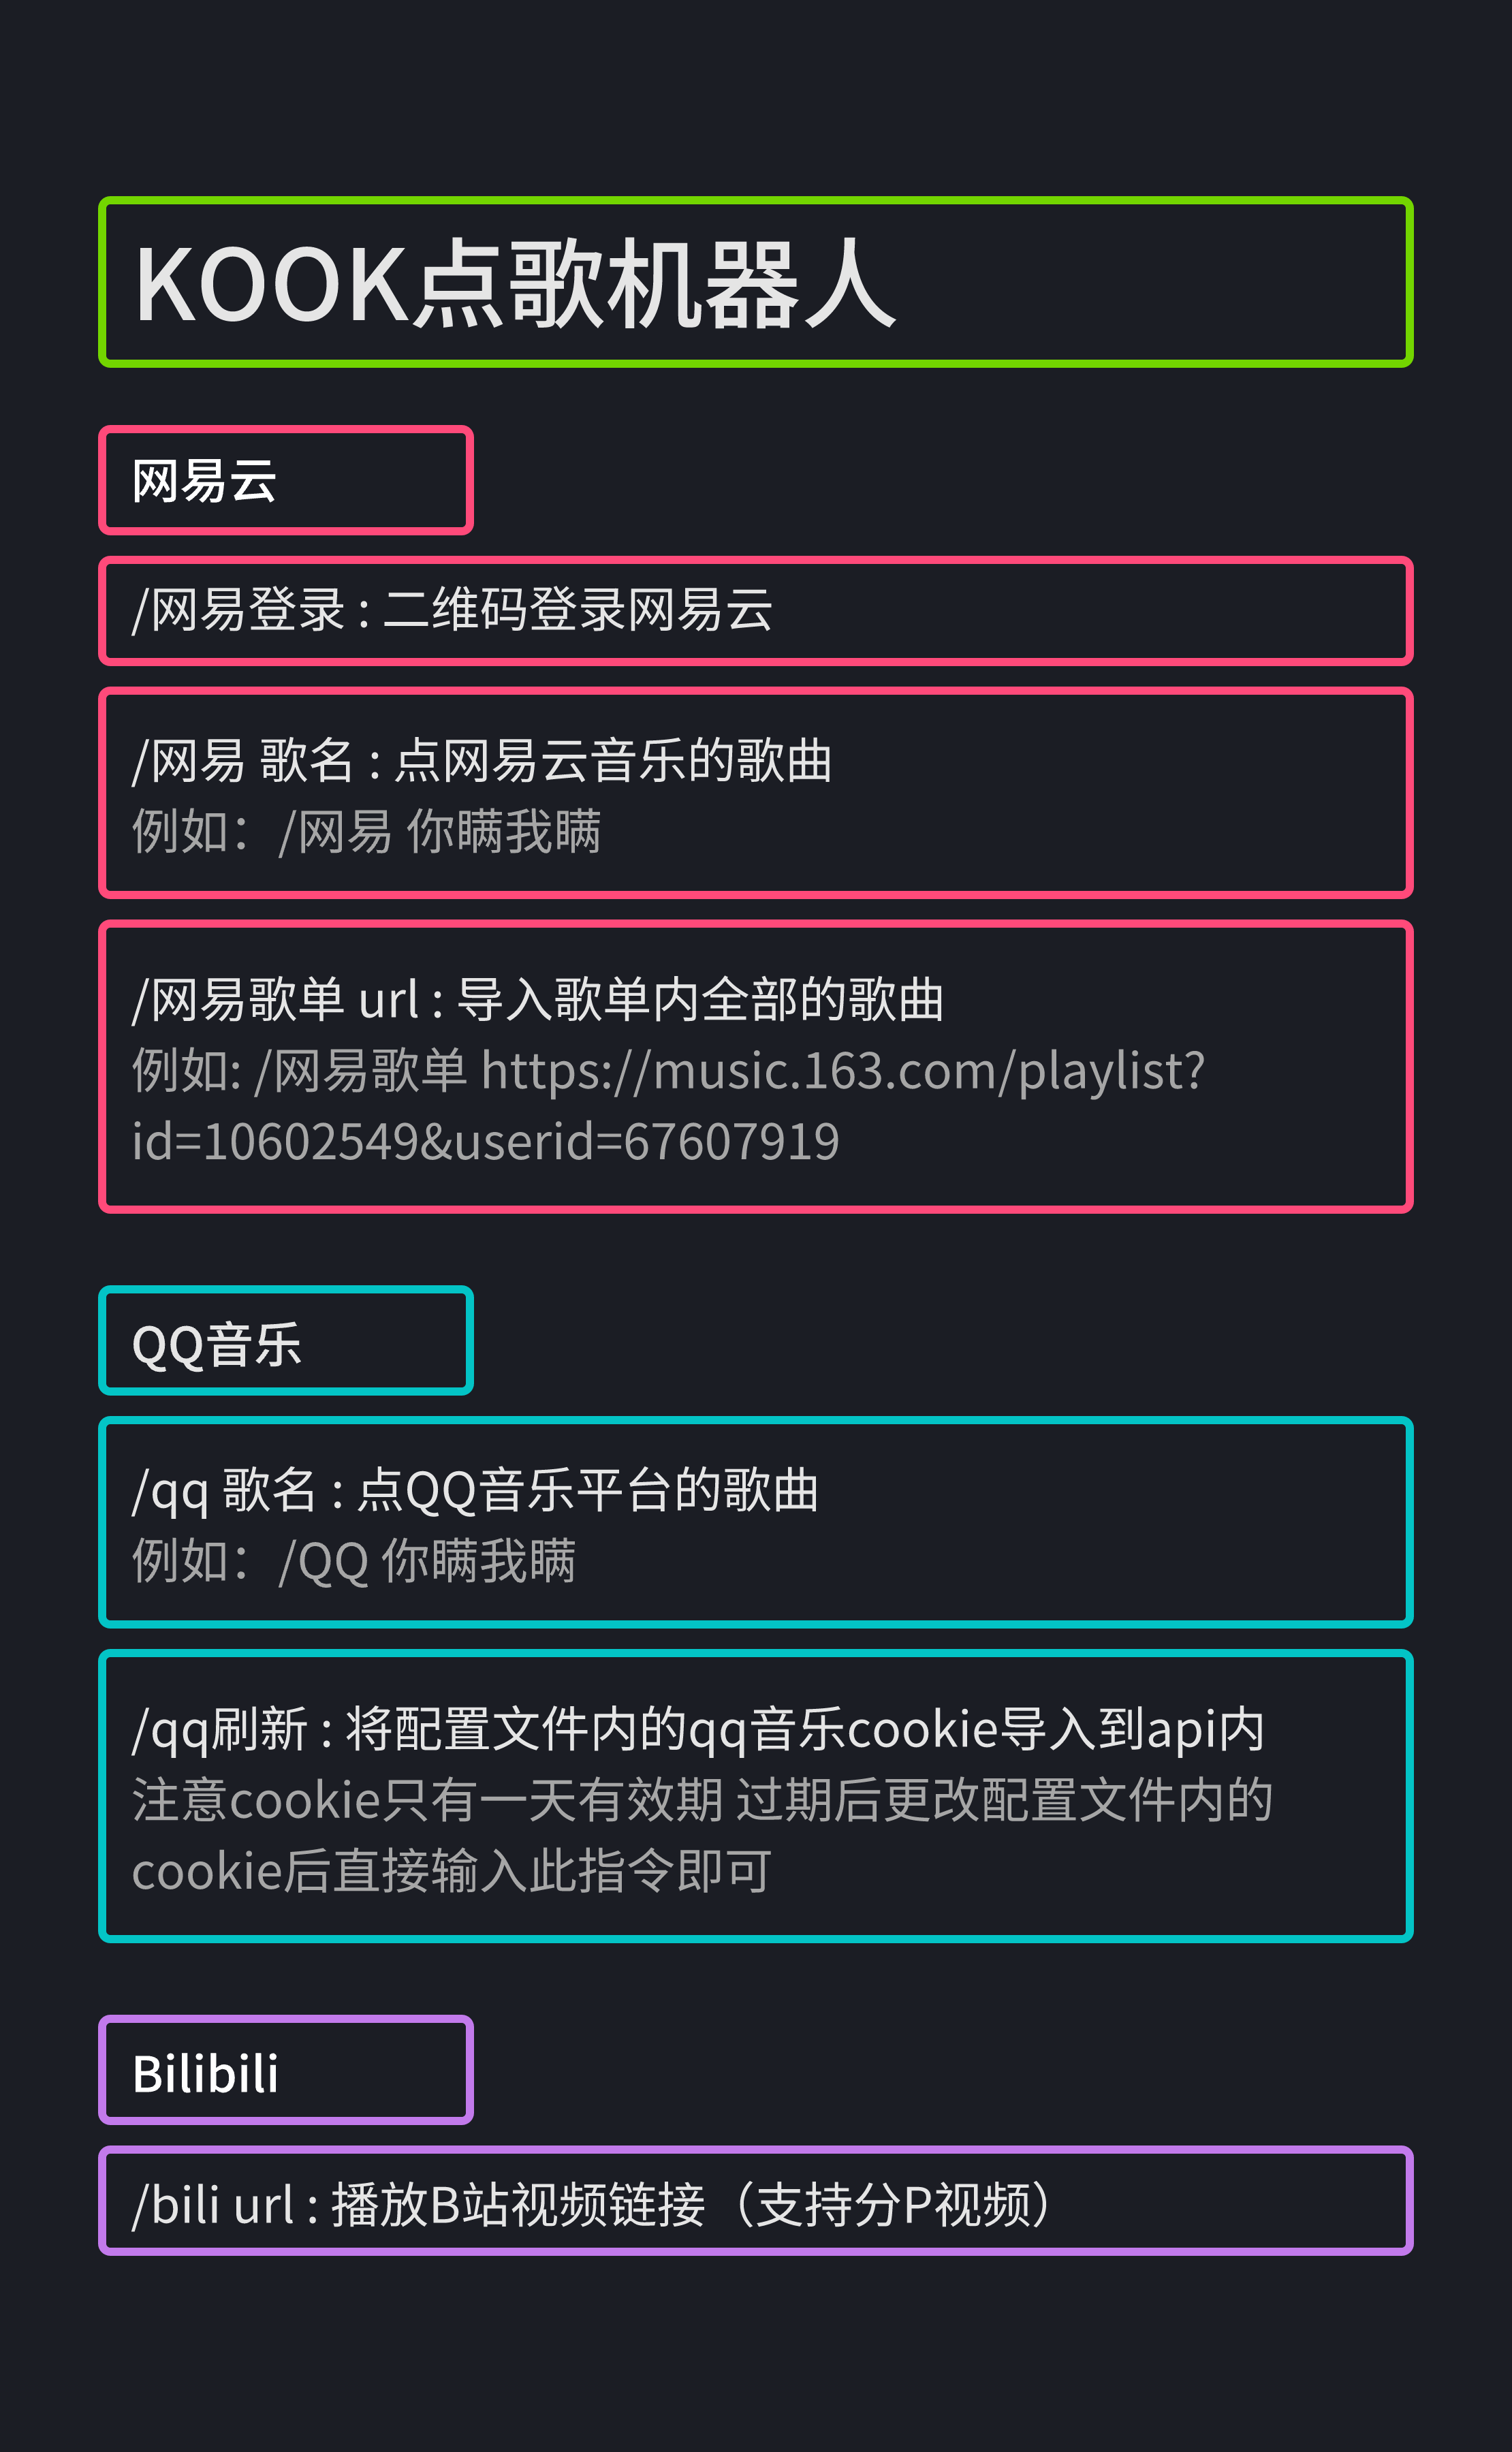 KOOK点歌机器人
网易云
/网易登录 : 二维码登录网易云
/网易 歌名 : 点网易云音乐的歌曲
例如： /网易 你瞒我瞒
/网易歌单 url : 导入歌单内全部的歌曲
例如: /网易歌单 https://music.163.com/playlist?
id=10602549&userid=67607919
QQ音乐
/qq 歌名 : 点QQ音乐平台的歌曲
例如： /QQ 你瞒我瞒
/qq刷新 : 将配置文件内的qq音乐cookie导入到api内
注意cookie只有一天有效期 过期后更改配置文件内的
cookie后直接输入此指令即可
Bilibili
/bili url : 播放B站视频链接（支持分P视频）